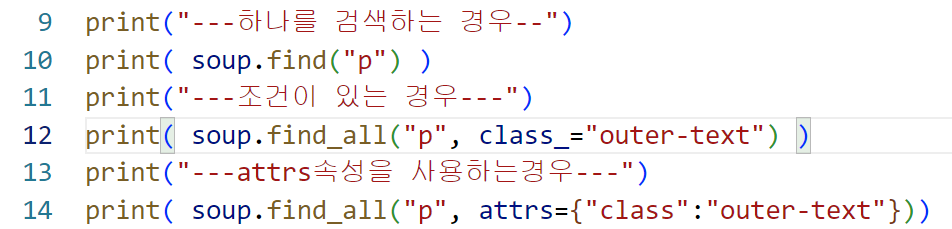 9 print("---하나를 검색하는 경우--")
10 print( soup.find("p") )
11 print("---조건이 있는 경우---")
12 print( soup.find_all("p", class_="outer-text") )
13 print("---attrs속성을 사용하는경우---")
14 print( soup.find_all("p", attrs={"class":"outer-text"}))